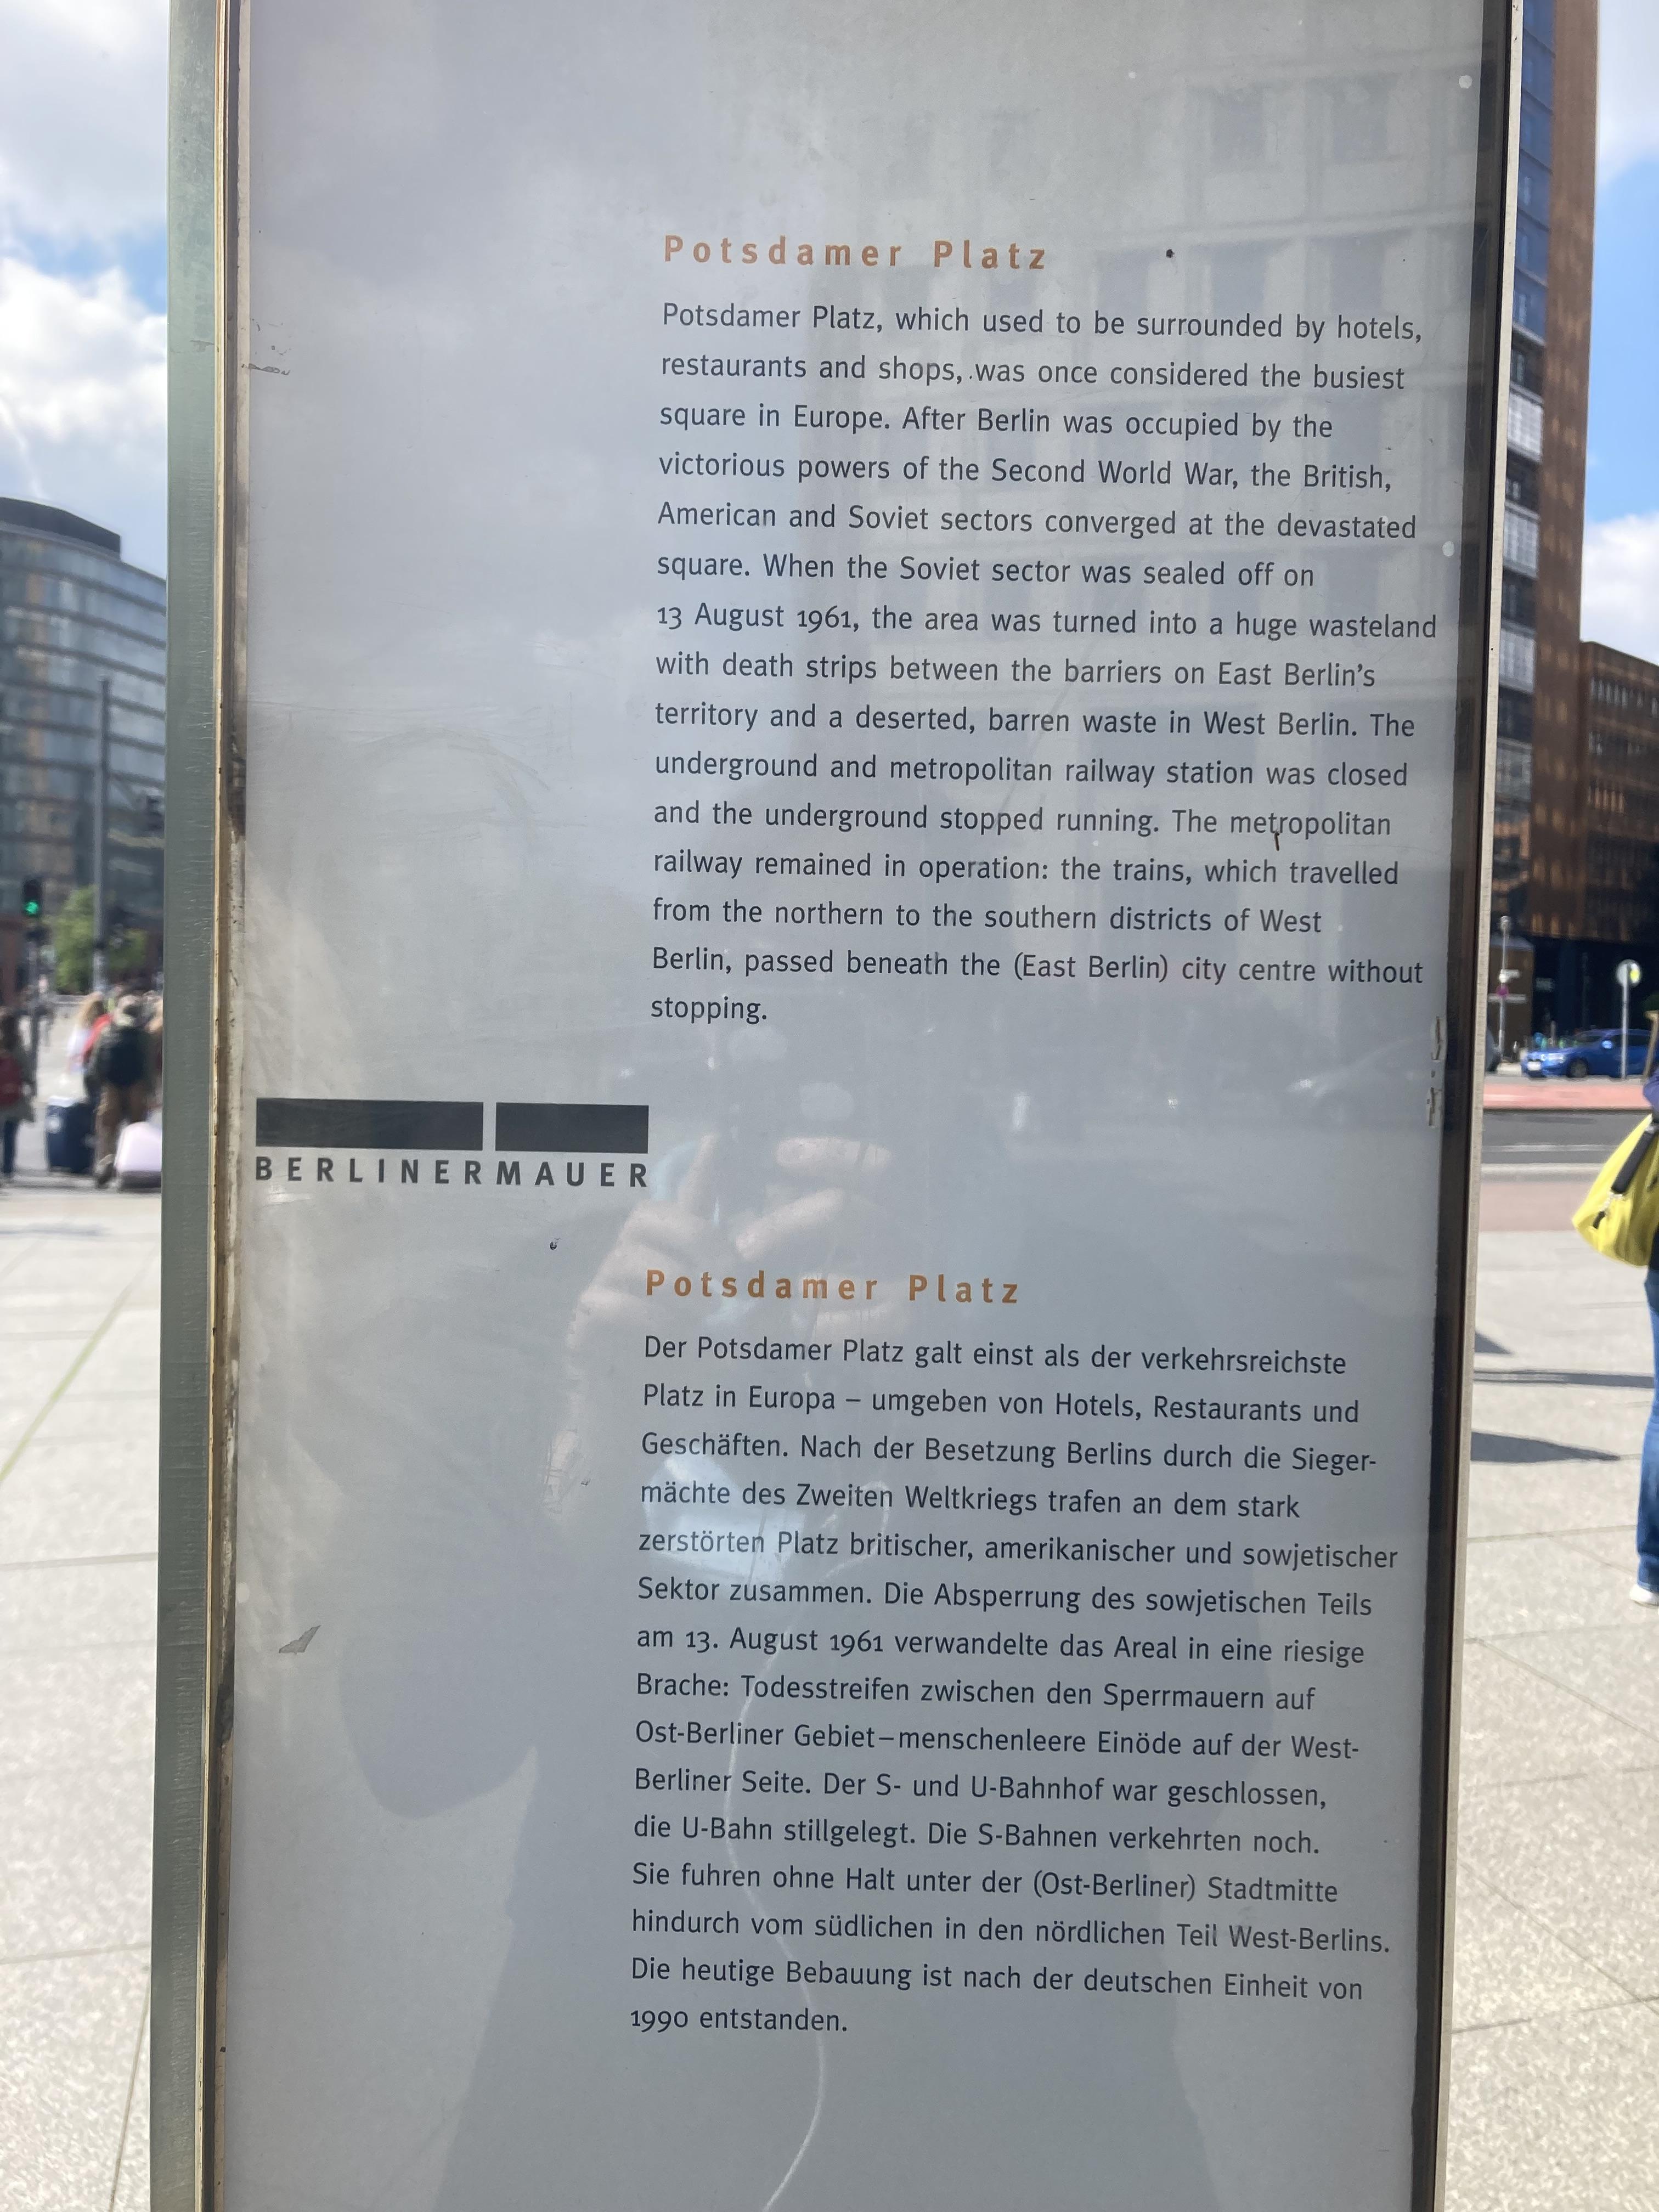 Potsdamer Platz
Potsdamer Platz, which used to be surrounded by hotels,
restaurants and shops, was once considered the busiest
square in Europe. After Berlin was occupied by the
victorious powers of the Second World War, the British,
American and Soviet sectors converged at the devastated
square. When the Soviet sector was sealed off on
13 August 1961, the area was turned into a huge wasteland
with death strips between the barriers on East Berlin's
territory and a deserted, barren waste in West Berlin. The
underground and metropolitan railway station was closed
and the underground stopped running. The metropolitan
railway remained in operation: the trains, which travelled
from the northern to the southern districts of West
Berlin, passed beneath the (East Berlin) city centre without
stopping.
BERLINERMAUER
Potsdamer Platz
Der Potsdamer Platz galt einst als der verkehrsreichste
Platz in Europa – umgeben von Hotels, Restaurants und
Geschäften. Nach der Besetzung Berlins durch die Sieger-
mächte des Zweiten Weltkriegs trafen an dem stark
zerstörten Platz britischer, amerikanischer und sowjetischer
Sektor zusammen. Die Absperrung des sowjetischen Teils
am 13. August 1961 verwandelte das Areal in eine riesige
Brache: Todesstreifen zwischen den Sperrmauern auf
Ost-Berliner Gebiet–menschenleere Einöde auf der West-
Berliner Seite. Der S- und U-Bahnhof war geschlossen,
die U-Bahn stillgelegt. Die S-Bahnen verkehrten noch.
Sie fuhren ohne Halt unter der (Ost-Berliner) Stadtmitte
hindurch vom südlichen in den nördlichen Teil West-Berlins.
Die heutige Bebauung ist nach der deutschen Einheit von
1990 entstanden.